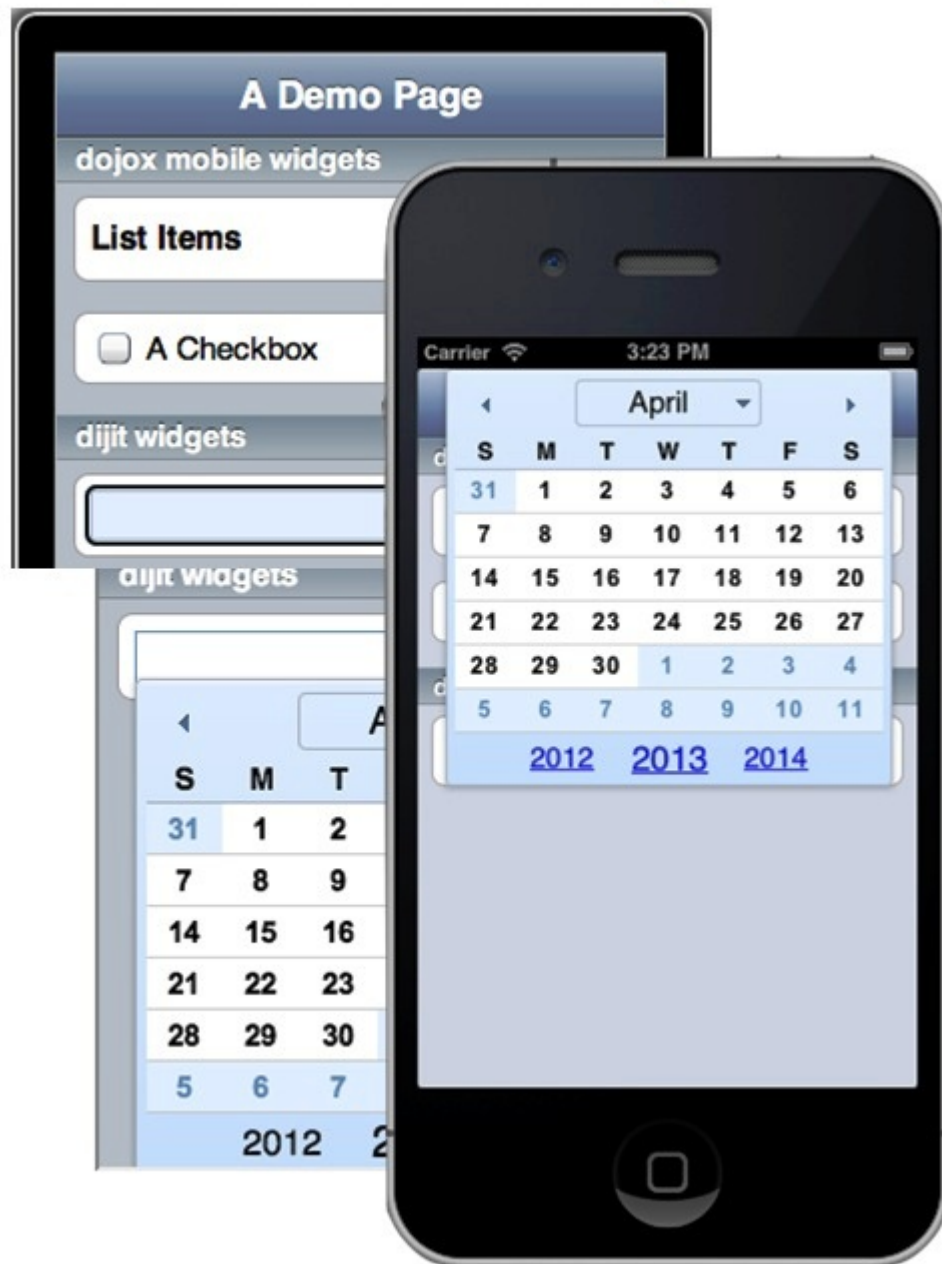 A Demo Page
dojox mobile widgets
List Items
A Checkbox
dijit widgets
dijit widgets
S M T
31 1 2
7 8 9
14 15 16
21 22 23
28 29 30
5 6 7
2012
Carrier 3:23 PM
April
S M T W T F S
31 1 2 3 4 5 6
7 8 9 10 11 12 13
14 15 16 17 18 19 20
21 22 23 24 25 26 27
28 29 30 1 2 3 4
5 6 7 8 9 10 11
2012 2013 2014